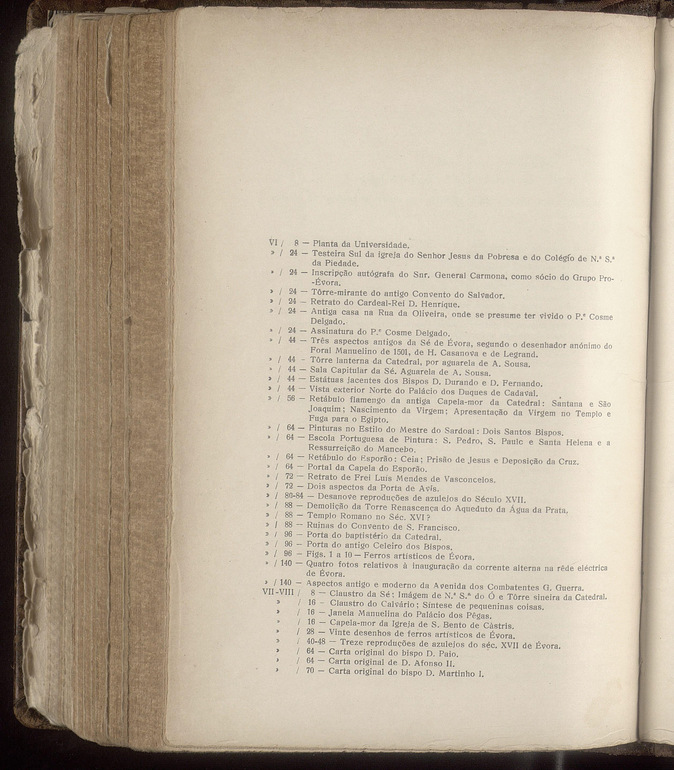 VI / 8 — Planta da Universidade.
» / 24 — Testeira Sul da igreja do Senhor Jesus da Pobresa e do Colégio de N.ª S.ª
da Piedade.
» / 24 — Inscripção autógrafa do Snr. General Carmona, como sócio do Grupo Pro-
-Évora.
» / 24 — Tôrre-mirante do antigo Convento do Salvador.
» / 24 — Retrato do Cardeal-Rei D. Henrique.
» / 24 — Antiga casa na Rua da Oliveira, onde se presume ter vivido o P.ᵉ Cosme
Delgado.
» / 24 — Assinatura do P.ᵉ Cosme Delgado.
» / 44 — Três aspectos antigos da Sé de Évora, segundo o desenhador anónimo do
Foral Manuelino de 1501, de H. Casanova e de Legrand.
» / 44 — Tôrre lanterna da Catedral, por aguarela de A. Sousa.
» / 44 — Sala Capitular da Sé. Aguarela de A. Sousa.
» / 44 — Estátuas jacentes dos Bispos D. Durando e D. Fernando.
» / 44 — Vista exterior Norte do Palácio dos Duques de Cadaval.
» / 56 — Retábulo flamengo da antiga Capela-mor da Catedral: Santana e São
Joaquim; Nascimento da Virgem; Apresentação da Virgem no Templo e
Fuga para o Egipto.
» / 64 — Pinturas no Estilo do Mestre do Sardoal: Dois Santos Bispos.
» / 64 — Escola Portuguesa de Pintura: S. Pedro, S. Paulo e Santa Helena e a
Ressurreição do Mancebo.
» / 64 — Retábulo do Esporão: Ceia; Prisão de Jesus e Deposição da Cruz.
» / 64 — Portal da Capela do Esporão.
» / 72 — Retrato de Frei Luís Mendes de Vasconcelos.
» / 72 — Dois aspectos da Porta de Avis.
» / 80-84 — Desanove reproduções de azulejos do Século XVII.
» / 88 — Demolição da Torre Renascença do Aqueduto da Água da Prata.
» / 88 — Templo Romano no Séc. XVI?
» / 88 — Ruinas do Convento de S. Francisco.
» / 96 — Porta do baptistério da Catedral.
» / 96 — Porta do antigo Celeiro dos Bispos.
» / 96 — Figs. 1 a 10 — Ferros artísticos de Évora.
» / 140 — Quatro fotos relativos à inauguração da corrente alterna na rêde eléctrica
de Évora.
» / 140 — Aspectos antigo e moderno da Avenida dos Combatentes G. Guerra.
VII-VIII / 8 — Claustro da Sé; Imágem de N.ª S.ª do Ó e Tôrre sineira da Catedral.
» / 16 — Claustro do Calvário; Síntese de pequeninas coisas.
» / 16 — Janela Manuelina do Palácio dos Pêgas.
» / 16 — Capela-mor da Igreja de S. Bento de Cástris.
» / 28 — Vinte desenhos de ferros artísticos de Évora.
» / 40-48 — Treze reproduções de azulejos do séc. XVII de Évora.
» / 64 — Carta original do bispo D. Paio.
» / 64 — Carta original de D. Afonso II.
» / 70 — Carta original do bispo D. Martinho I.